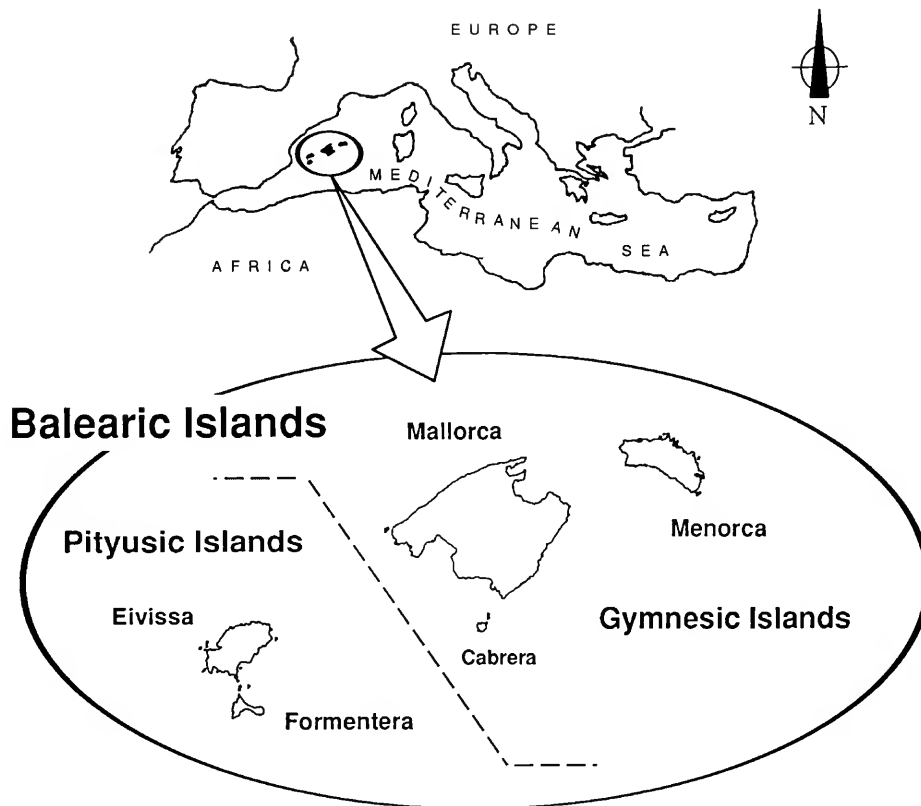 EUROPE
N
MEDITERRANEAN
SEA
AFRICA
Balearic Islands
Mallorca
Menorca
Pityusic Islands
Eivissa
Gymnesic Islands
Cabrera
Formentera